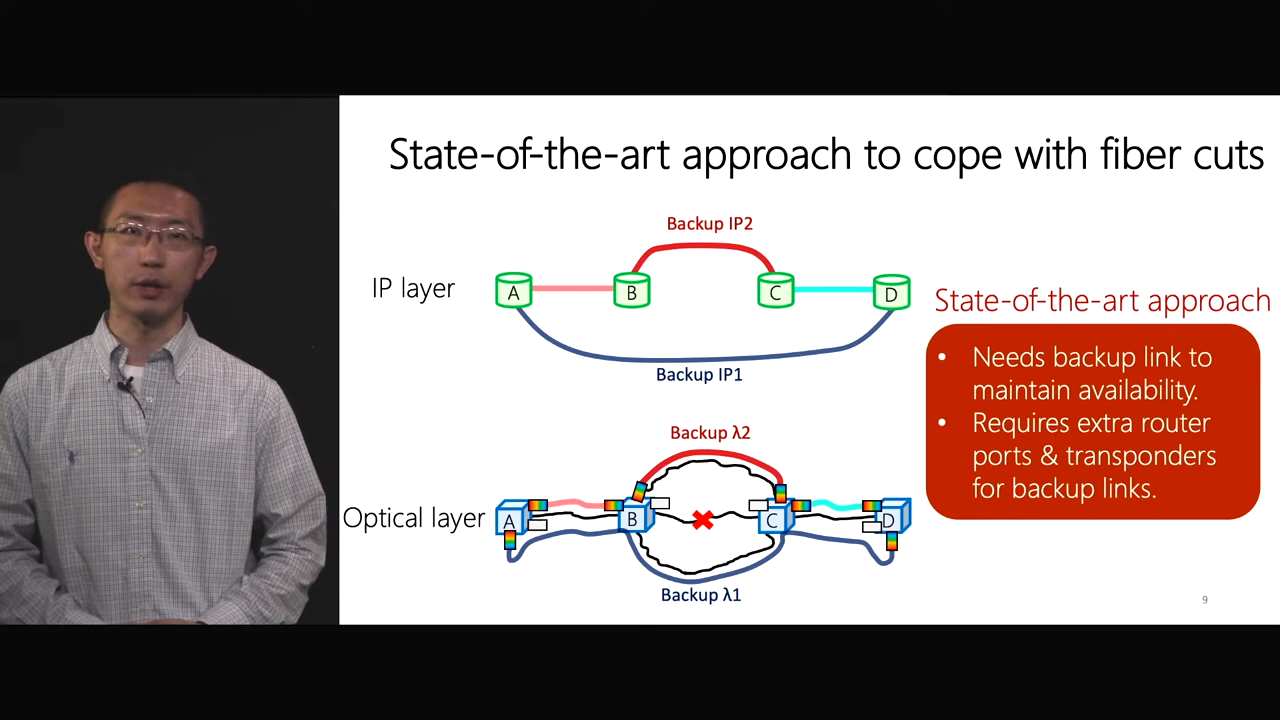 State-of-the-art approach to cope with fiber cuts
Backup IP2
IP layer
A
B
C
D
Backup IP1
State-of-the-art approach
• Needs backup link to
maintain availability.
• Requires extra router
ports & transponders
for backup links.
Backup λ2
Optical layer
A
B
C
D
Backup λ1
9